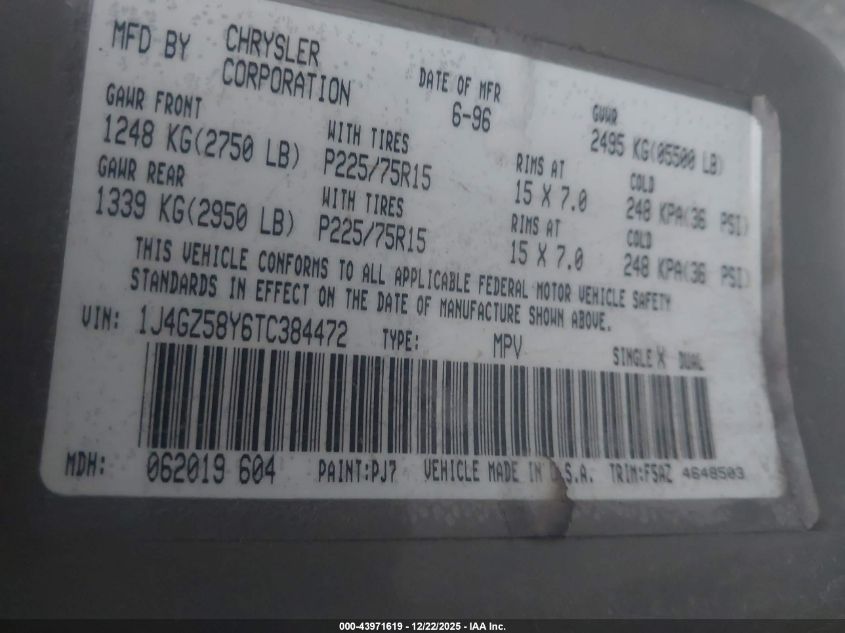 MFD BY CHRYSLER CORPORATION DATE OF MFR 6-96 GVWR 2495 KG(05500 LB)
GAWR FRONT WITH TIRES RIMS AT COLD
1248 KG(2750 LB) P225/75R15 15 X 7.0 248 KPA(36 PSI)
GAWR REAR WITH TIRES RIMS AT COLD
1339 KG(2950 LB) P225/75R15 15 X 7.0 248 KPA(36 PSI)
THIS VEHICLE CONFORMS TO ALL APPLICABLE FEDERAL MOTOR VEHICLE SAFETY
STANDARDS IN EFFECT ON THE DATE OF MANUFACTURE SHOWN ABOVE.
VIN: 1J4GZ58Y6TC384472 TYPE: MPV SINGLE X DUAL
MDH: 062019 604 PAINT:PJ7 VEHICLE MADE IN U.S.A. TRIM:F5AZ 4648503
000-43971619 - 12/22/2025 - IAA Inc.